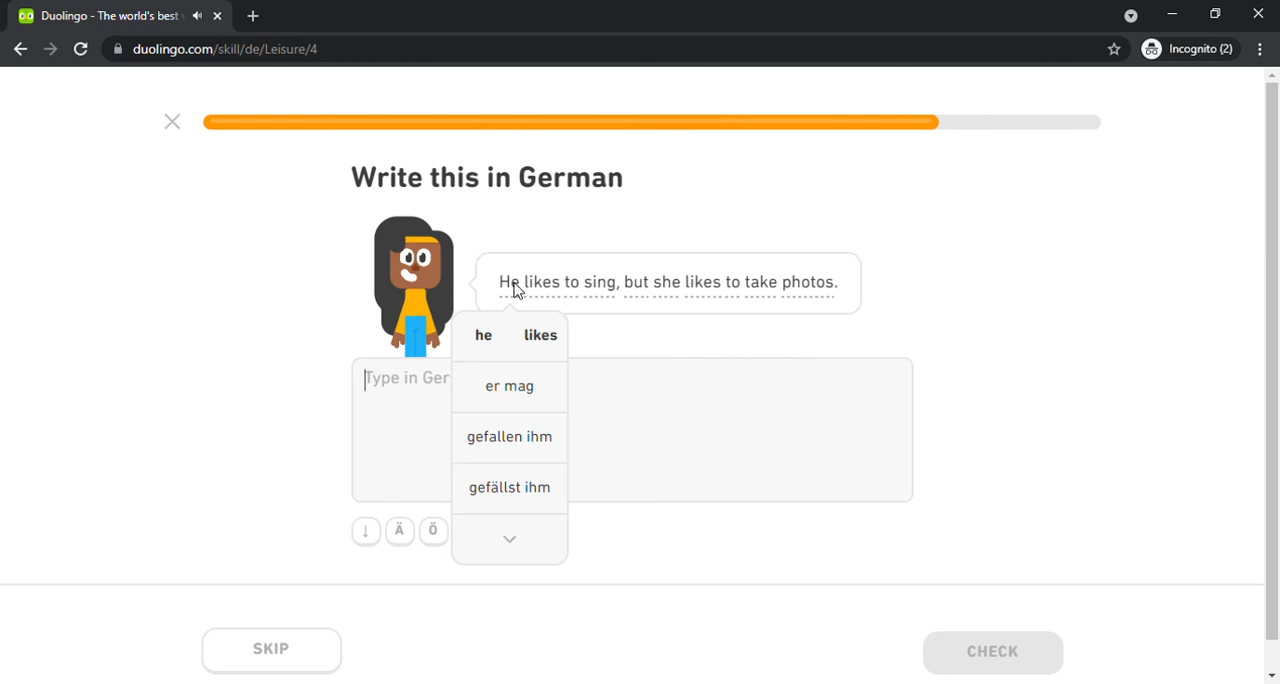 Duolingo - The world's best
duolingo.com/skill/de/Leisure/4
Incognito (2)
Write this in German
He likes to sing, but she likes to take photos.
he likes
er mag
gefallen ihm
gefällst ihm
Type in Ger
↓ Ä Ö
SKIP
CHECK